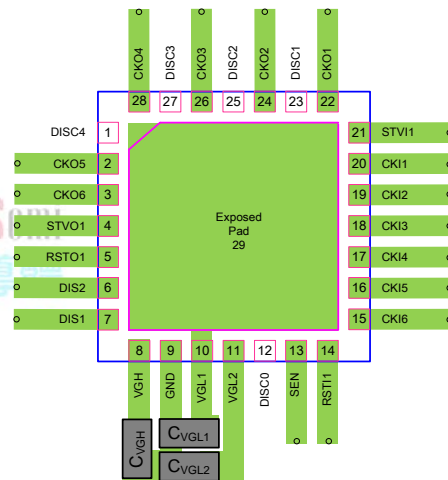 CKO4 DISC3 CKO3 DISC2 CKO2 DISC1 CKO1
28 27 26 25 24 23 22
DISC4 1
CKO5 2
CKO6 3
STVO1 4
RSTO1 5
DIS2 6
DIS1 7
21 STVI1
20 CKI1
19 CKI2
18 CKI3
17 CKI4
16 CKI5
15 CKI6
Exposed
Pad
29
8 9 10 11 12 13 14
VGH GND VGL1 VGL2 DISC0 SEN RSTI1
CVGH
CVGL1
CVGL2